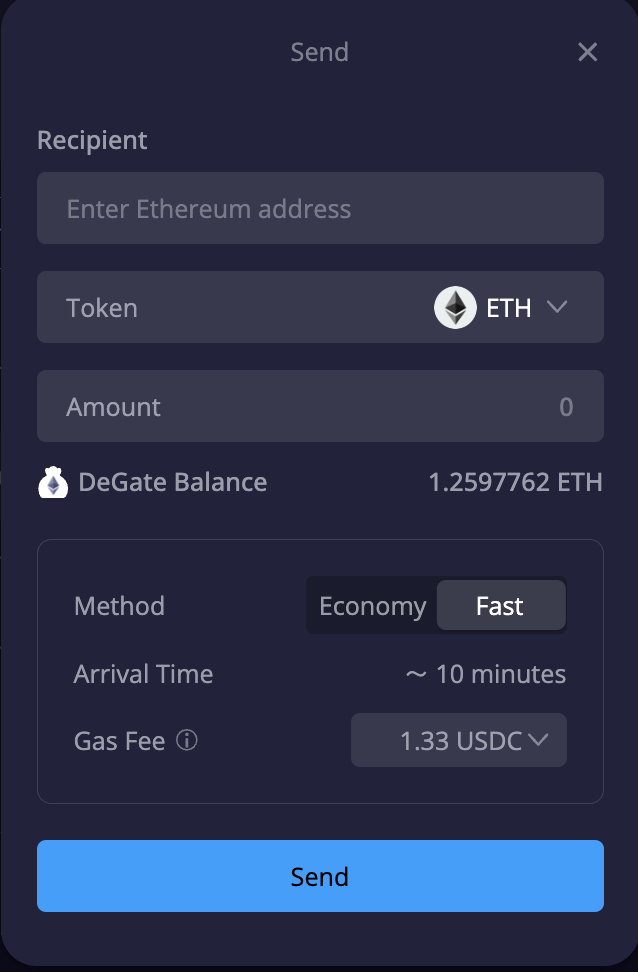 Send
Recipient
Enter Ethereum address
Token ETH
Amount 0
DeGate Balance 1.2597762 ETH
Method Economy Fast
Arrival Time ~ 10 minutes
Gas Fee 1.33 USDC
Send